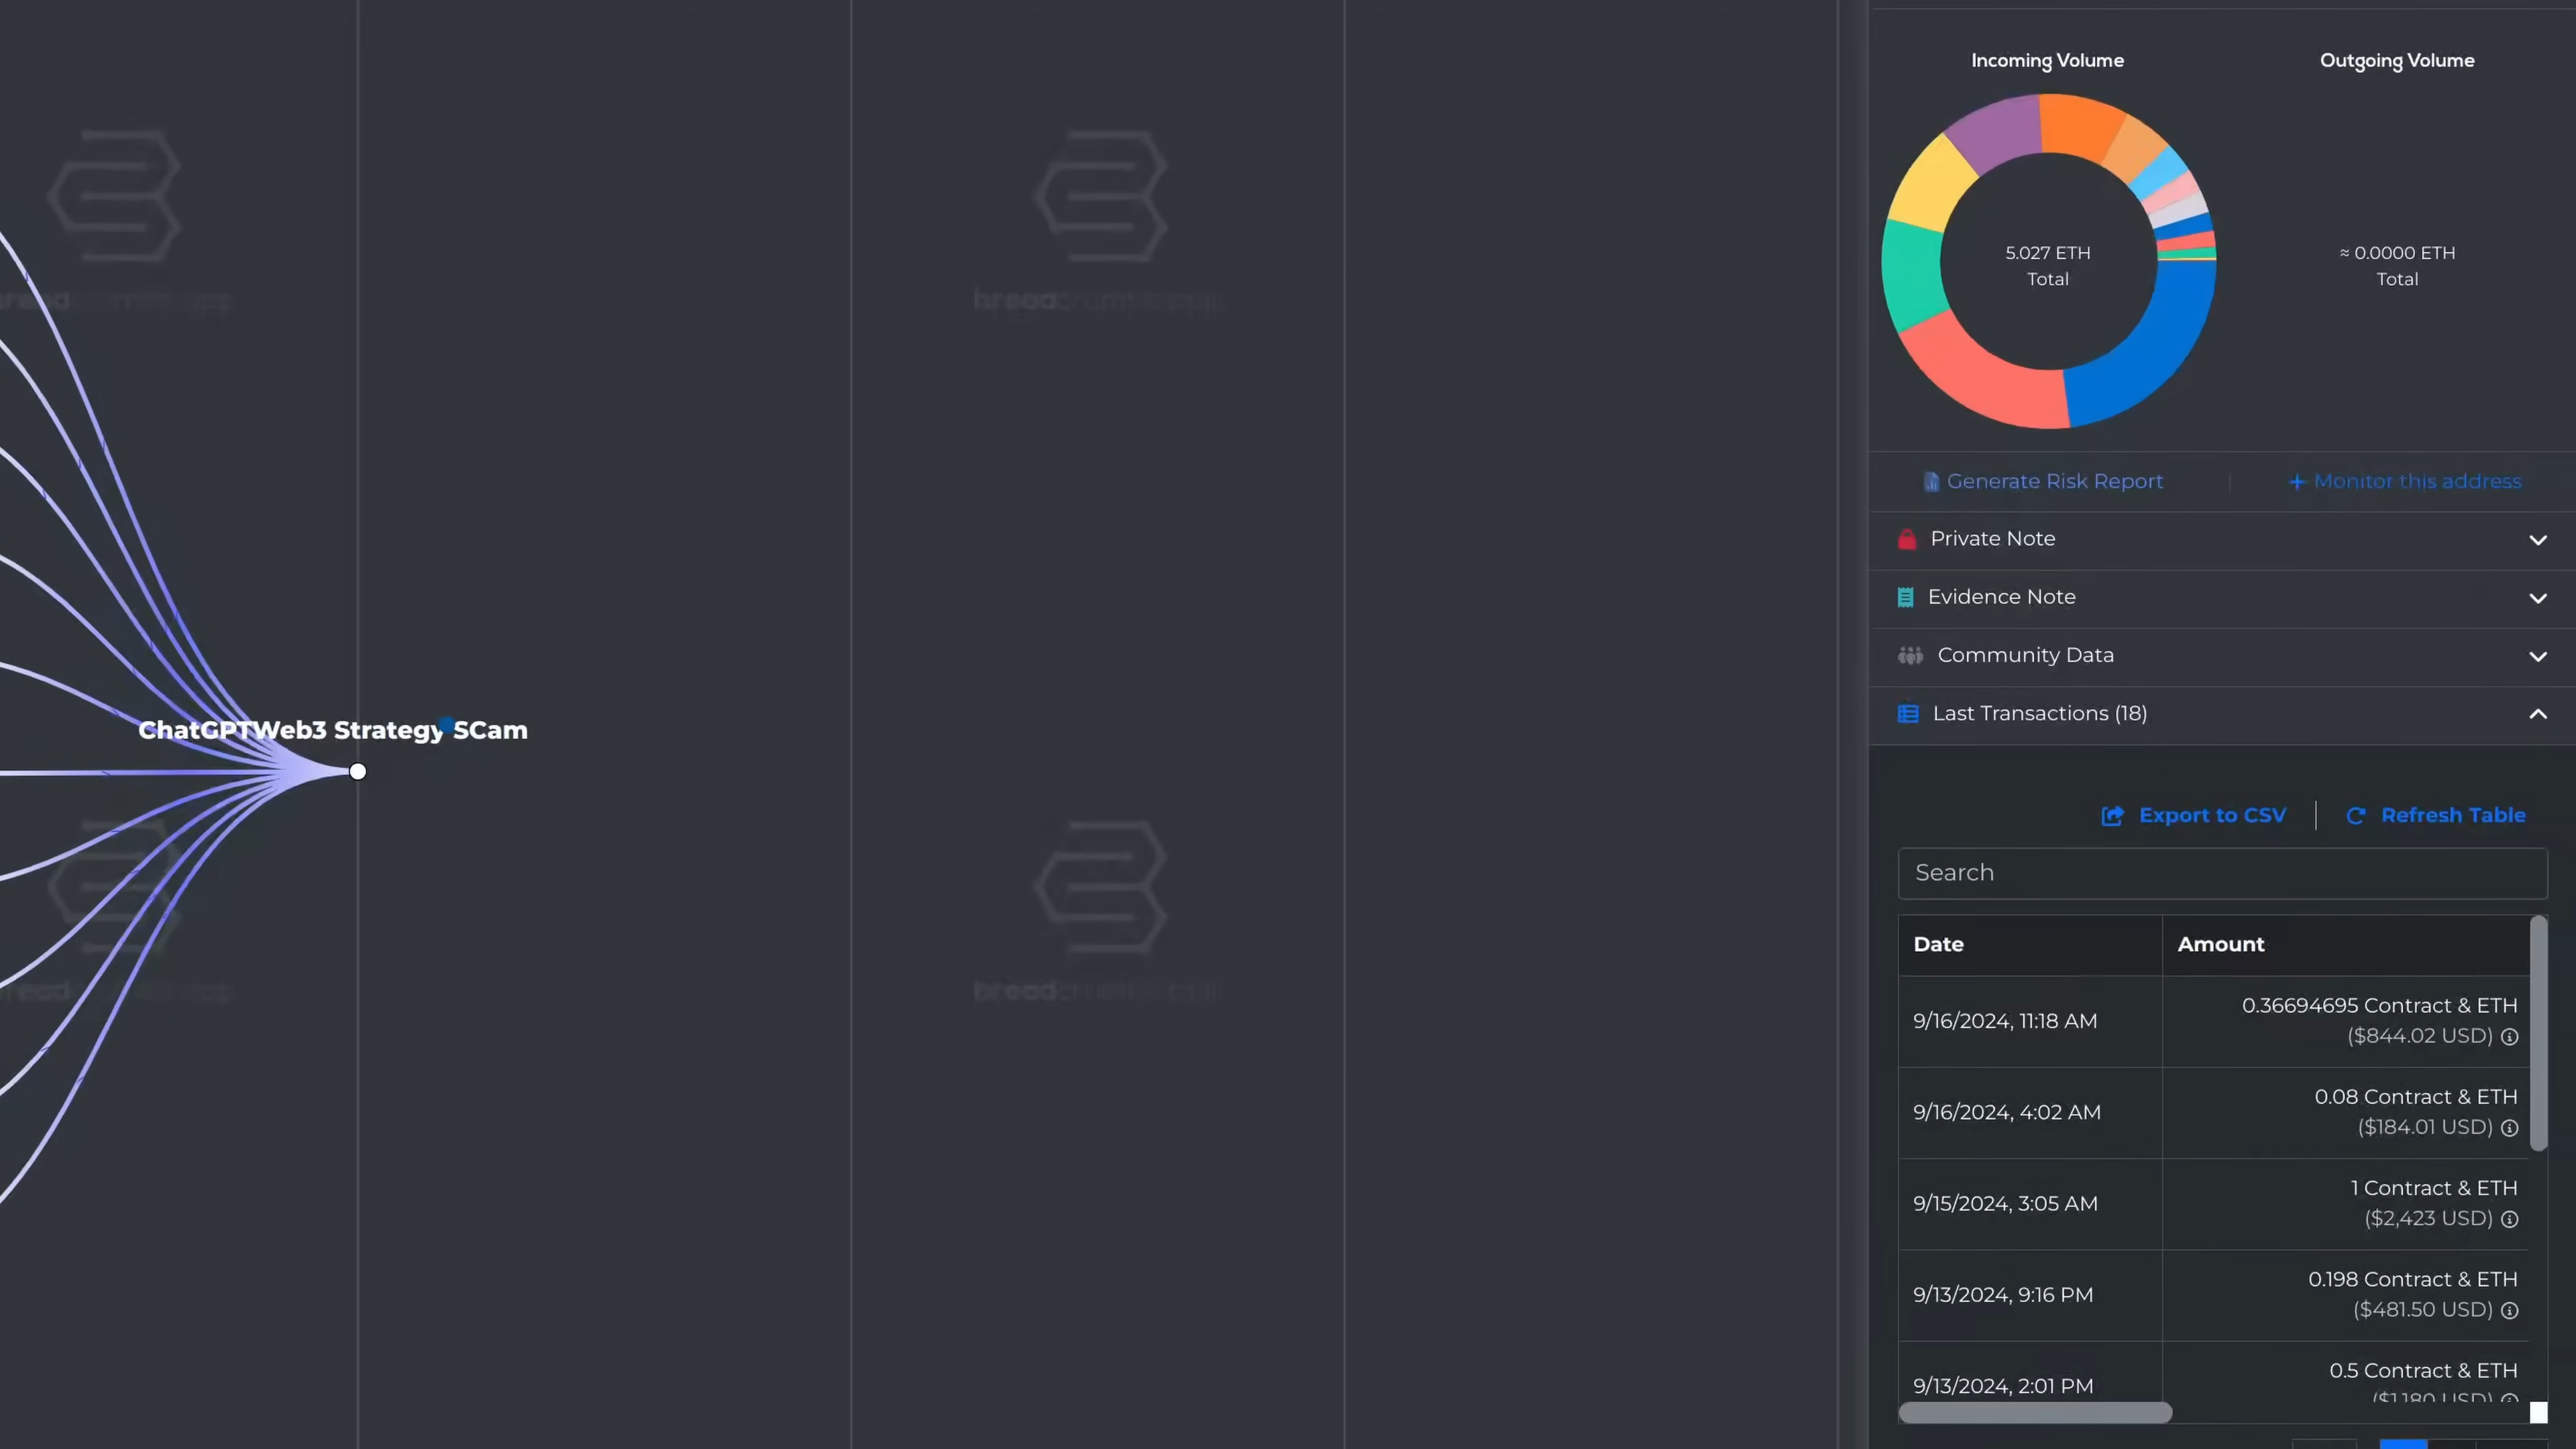 Incoming Volume
Outgoing Volume
5.027 ETH
Total
≈ 0.0000 ETH
Total
Generate Risk Report
+ Monitor this address
Private Note
Evidence Note
Community Data
Last Transactions (18)
ChatGPTWeb3 Strategy SCam
Export to CSV
Refresh Table
Search
Date
Amount
9/16/2024, 11:18 AM
0.36694695 Contract & ETH
($844.02 USD)
9/16/2024, 4:02 AM
0.08 Contract & ETH
($184.01 USD)
9/15/2024, 3:05 AM
1 Contract & ETH
($2,423 USD)
9/13/2024, 9:16 PM
0.198 Contract & ETH
($481.50 USD)
9/13/2024, 2:01 PM
0.5 Contract & ETH
($1,180 USD)